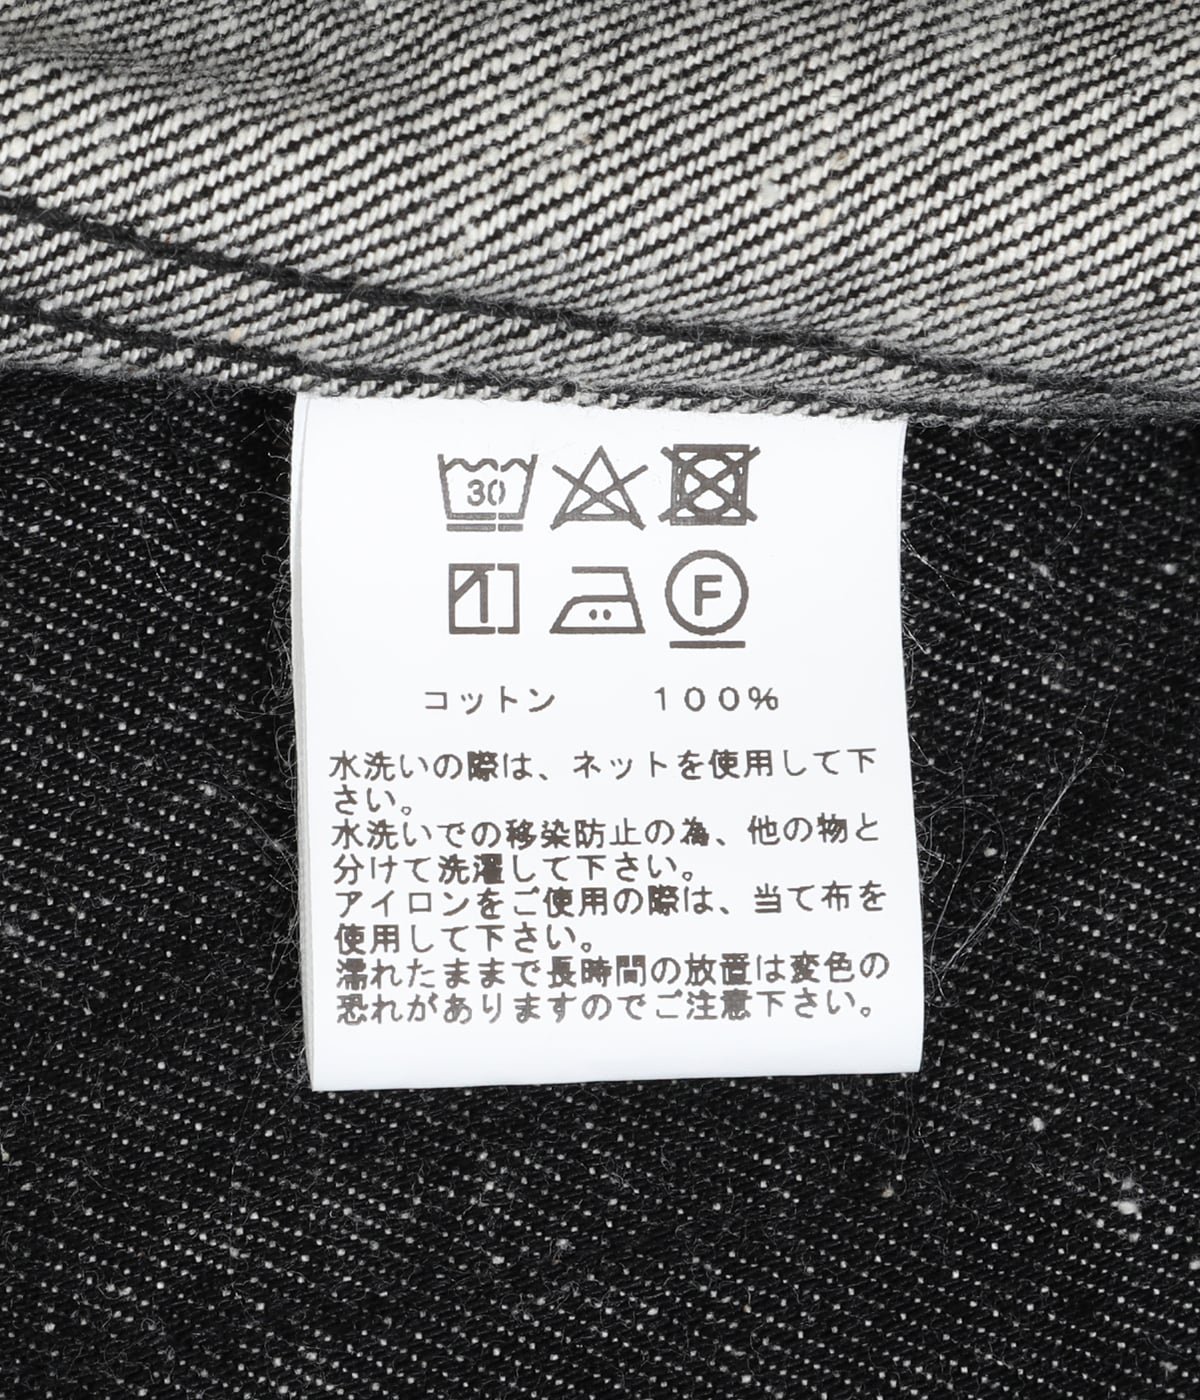 30
F
コットン 100%
水洗いの際は、ネットを使用して下
さい。
水洗いでの移染防止の為、他の物と
分けて洗濯して下さい。
アイロンをご使用の際は、当て布を
使用して下さい。
濡れたままで長時間の放置は変色の
恐れがありますのでご注意下さい。